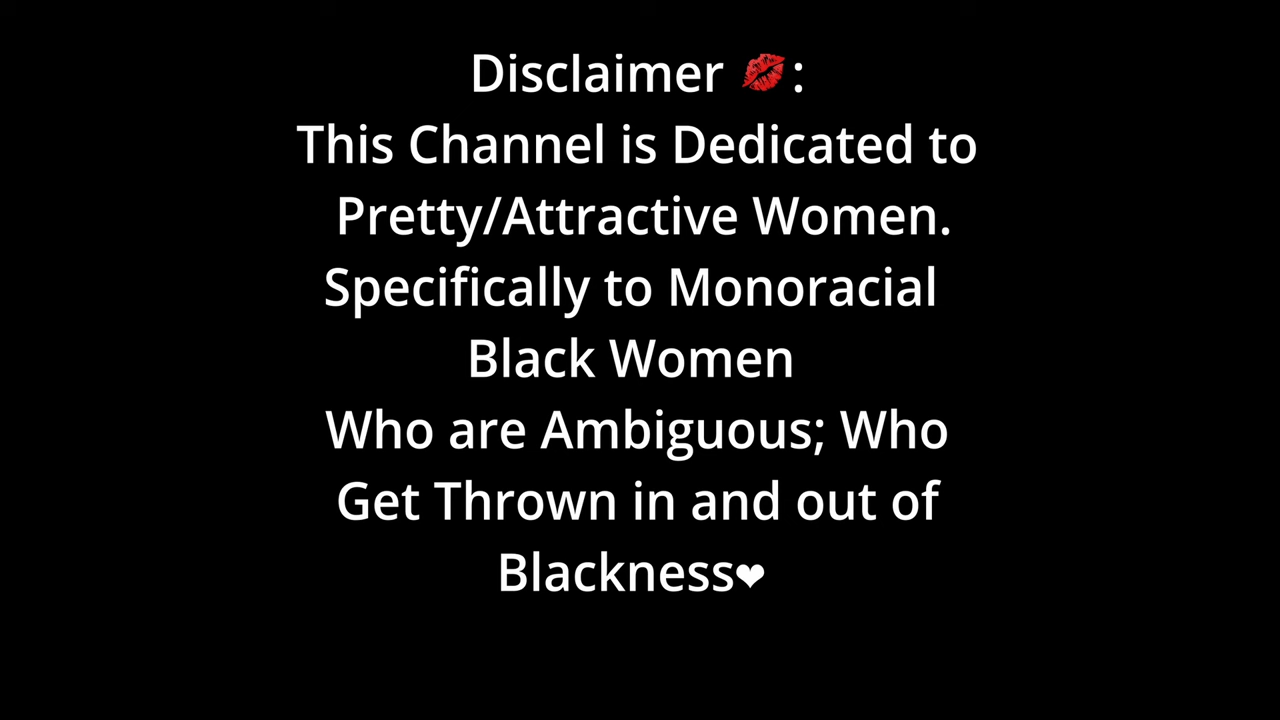 Disclaimer 💋:
This Channel is Dedicated to
Pretty/Attractive Women.
Specifically to Monoracial
Black Women
Who are Ambiguous; Who
Get Thrown in and out of
Blackness❤